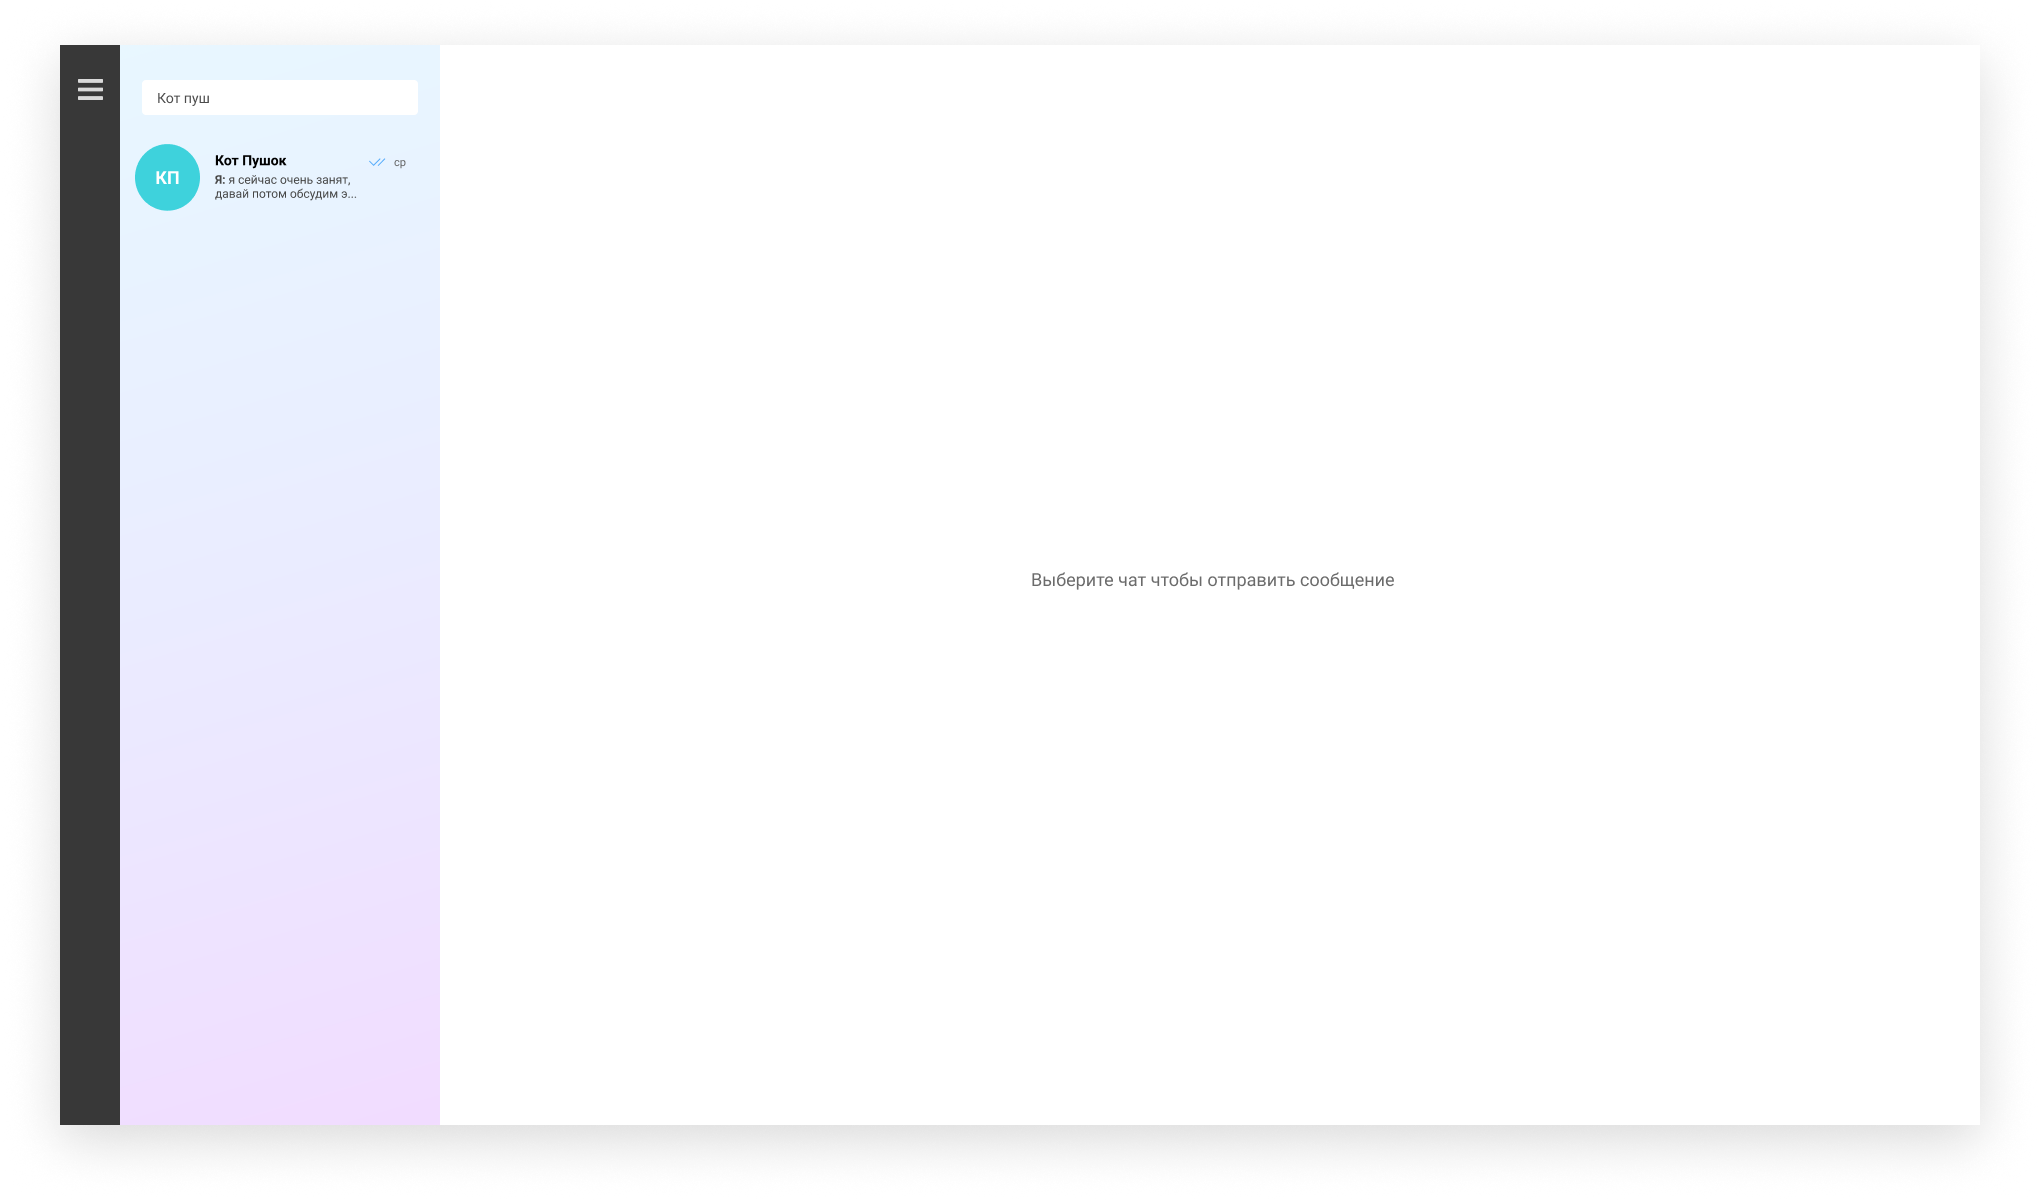 Кот пуш
КП
Кот Пушок
ср
Я: я сейчас очень занят,
давай потом обсудим э...
Выберите чат чтобы отправить сообщение